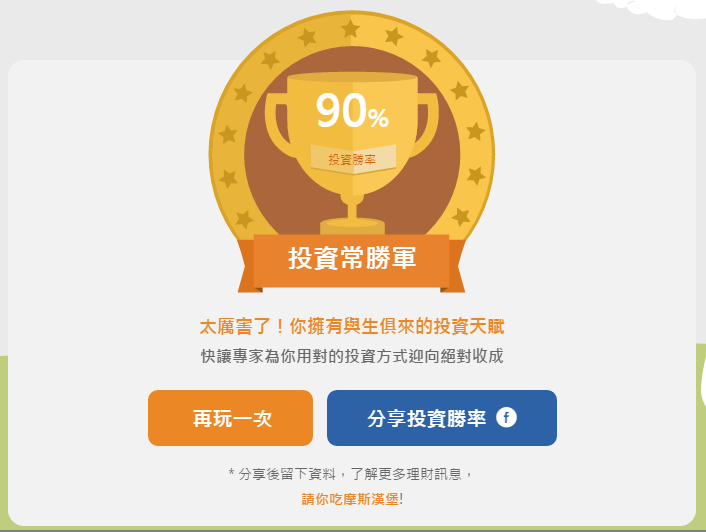 90%
投資勝率
投資常勝軍
太厲害了！你擁有與生俱來的投資天賦
快讓專家為你用對的投資方式迎向絕對收成
再玩一次
分享投資勝率 f
* 分享後留下資料，了解更多理財訊息，
請你吃摩斯漢堡!